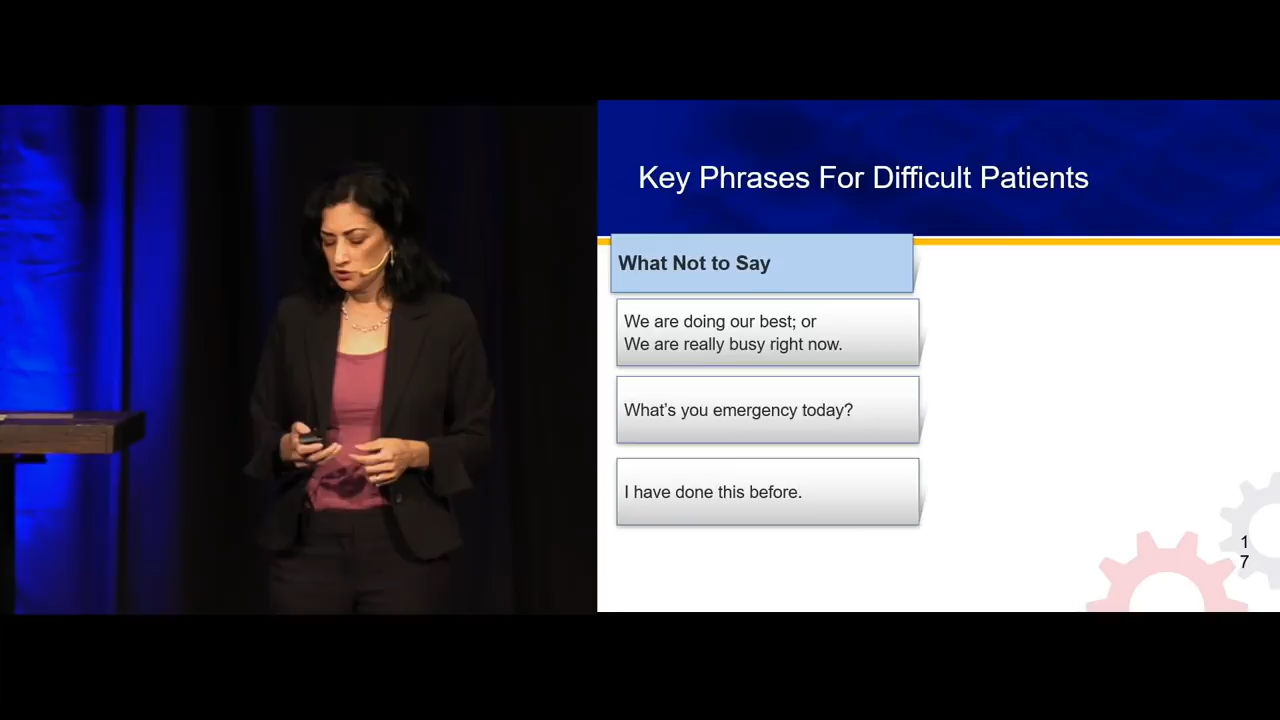 Key Phrases For Difficult Patients
What Not to Say
We are doing our best; or
We are really busy right now.
What's you emergency today?
I have done this before.
1
7